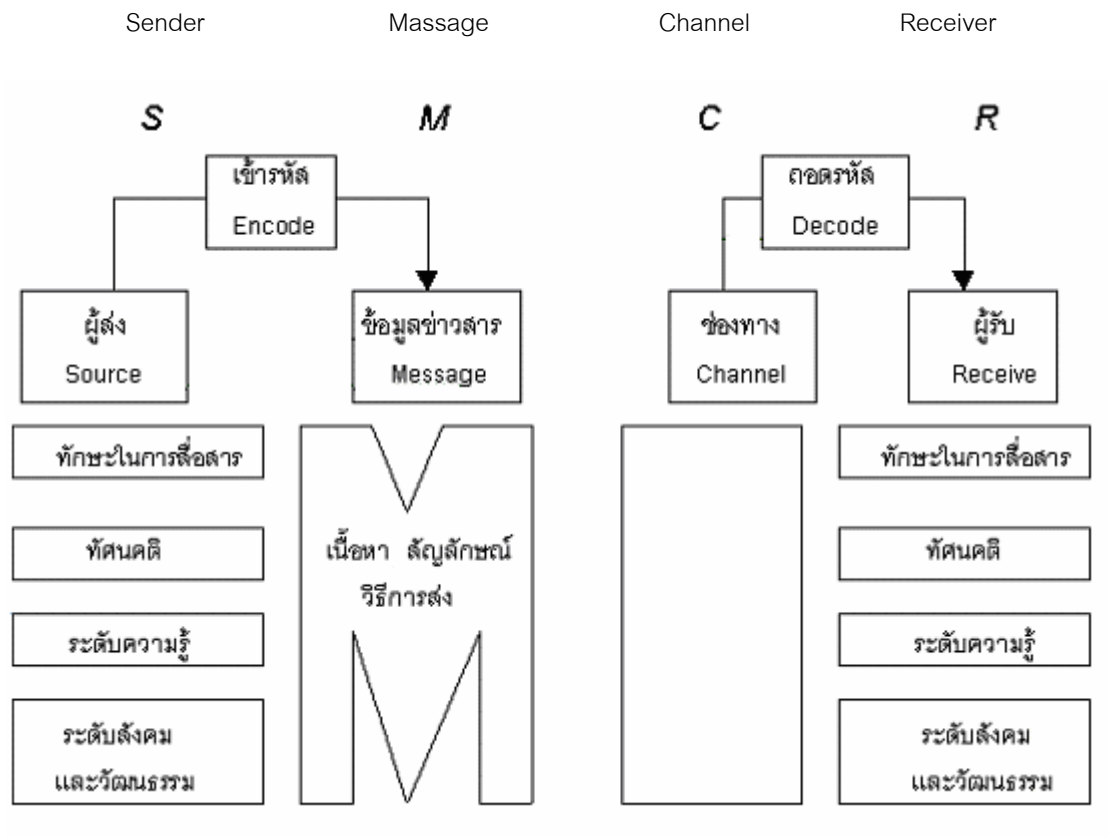 Sender Massage Channel Receiver
S M C R
เข้ารหัส ถอดรหัส
Encode Decode
ผู้ส่ง ข้อมูลข่าวสาร ช่องทาง ผู้รับ
Source Message Channel Receive
ทักษะในการสื่อสาร ทักษะในการสื่อสาร
ทัศนคติ เนื้อหา สัญลักษณ์ ทัศนคติ
วิธีการส่ง
ระดับความรู้ ระดับความรู้
ระดับสังคม ระดับสังคม
และวัฒนธรรม และวัฒนธรรม